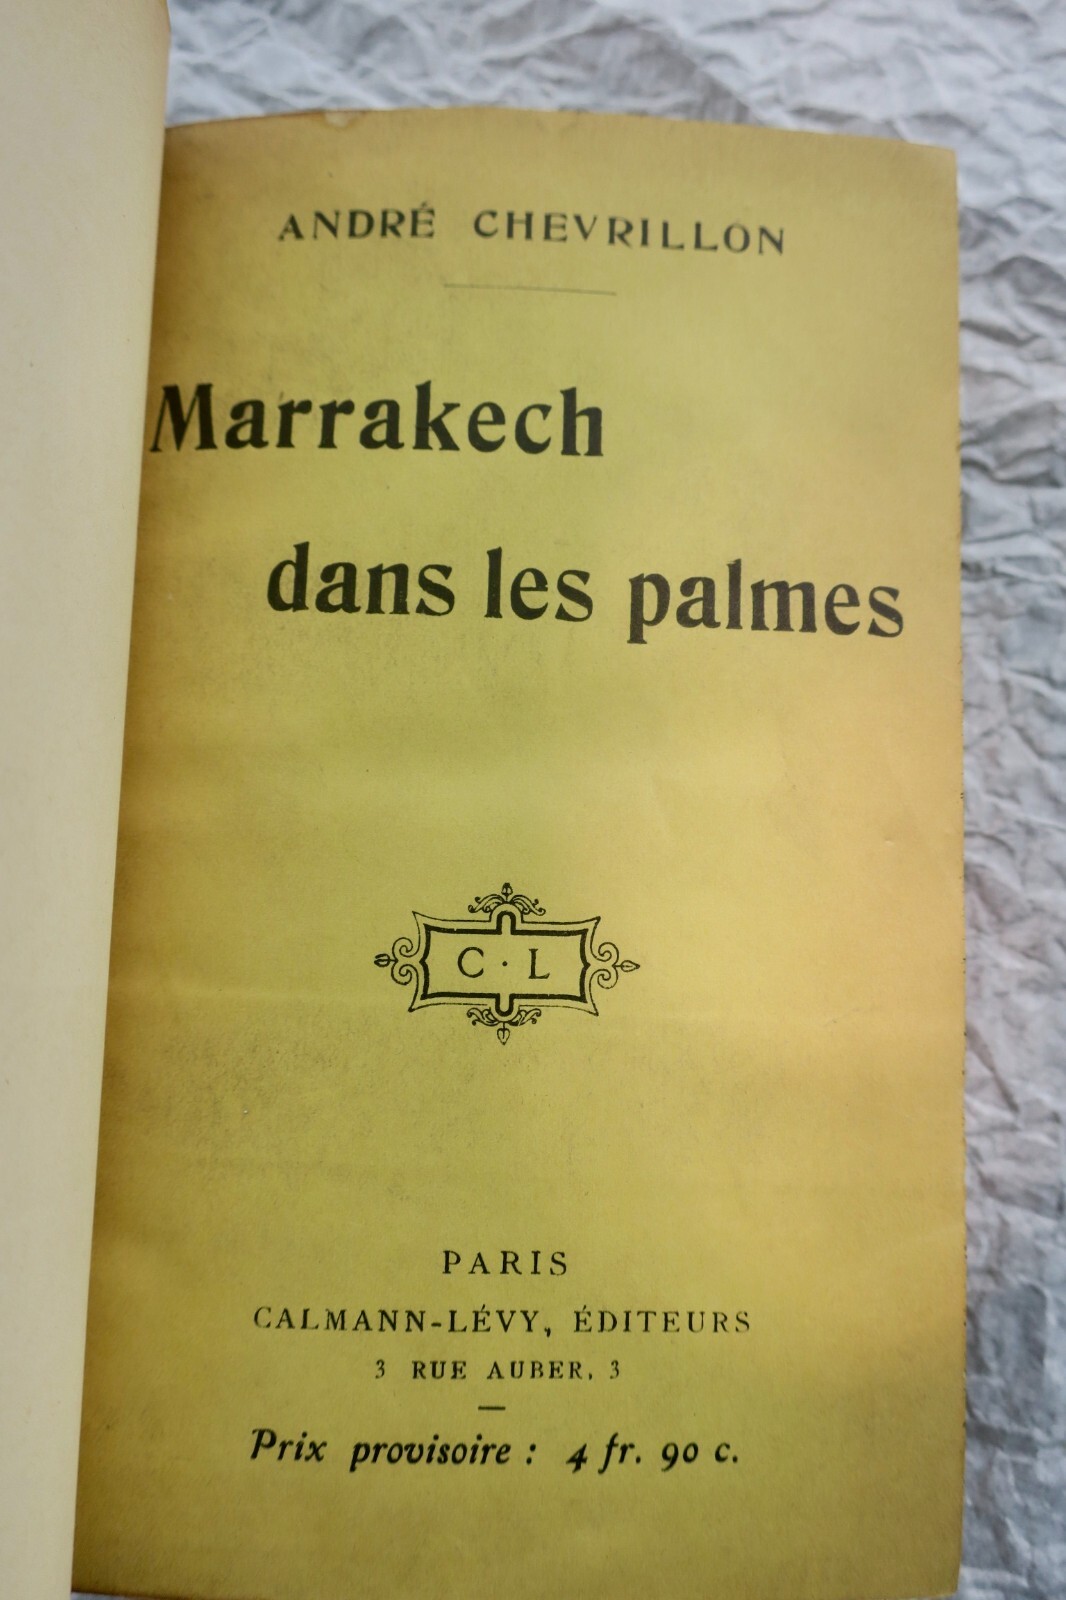 ANDRÉ CHEVRILLON
Marrakech
dans les palmes
C · L
PARIS
CALMANN-LÉVY, ÉDITEURS
3 RUE AUBER, 3
Prix provisoire : 4 fr. 90 c.